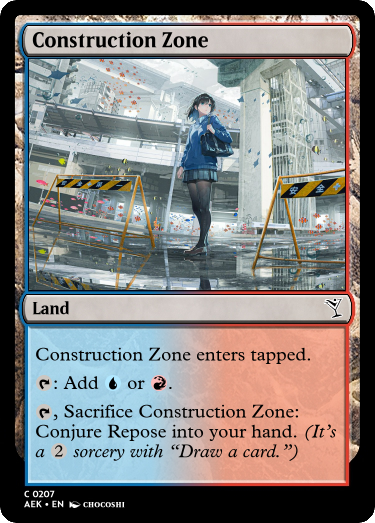 Construction Zone
Land
Construction Zone enters tapped.
: Add or .
, Sacrifice Construction Zone:
Conjure Repose into your hand. (It's
a 2 sorcery with “Draw a card.”)
C 0207
AEK • EN CHOCOSHI